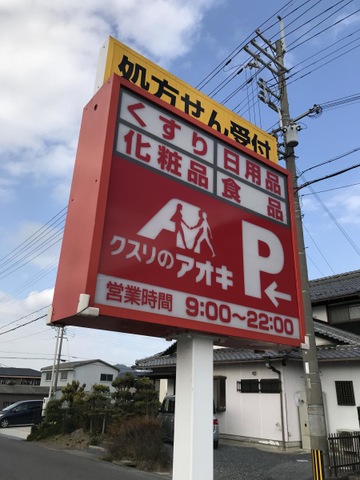 処方せん受付
くすり 日用品
化粧品 食品
クスリのアオキ
P
営業時間 9:00～22:00